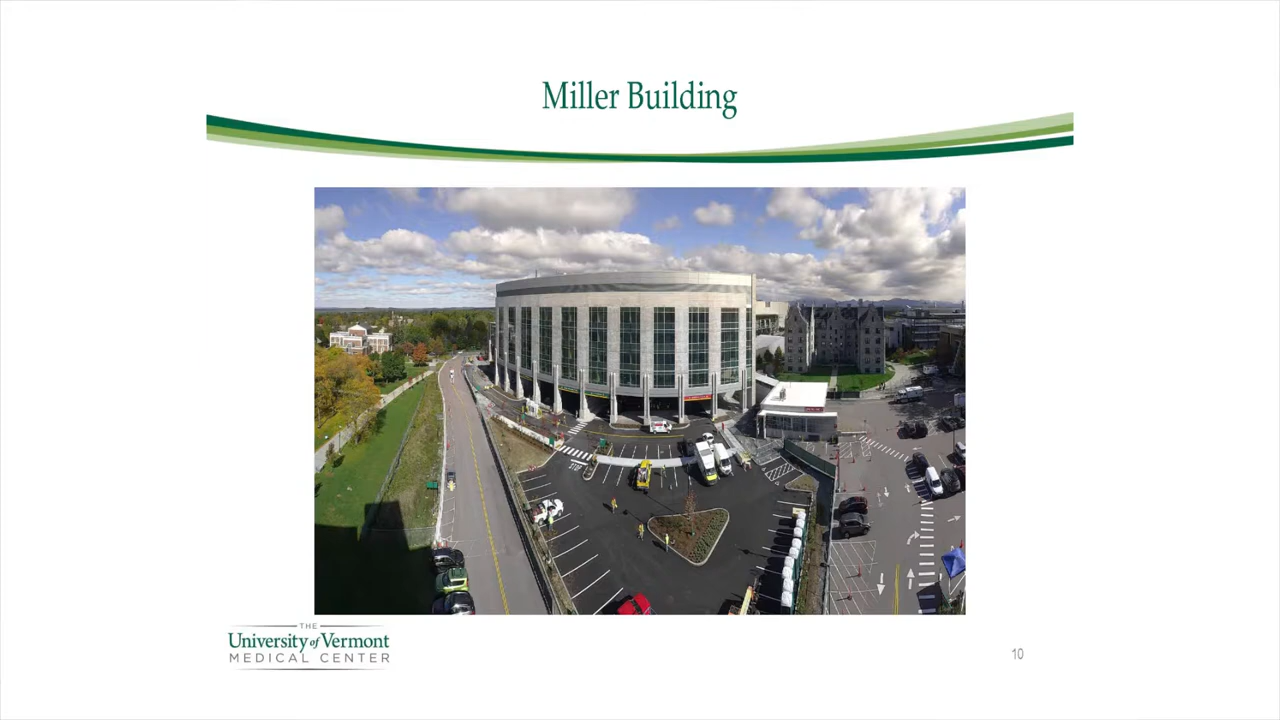 Miller Building
THE
University of Vermont
MEDICAL CENTER
10